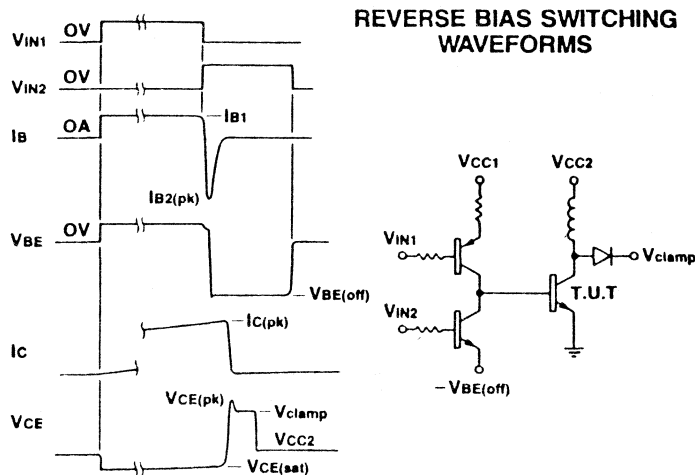 REVERSE BIAS SWITCHING
WAVEFORMS
VIN1 OV
VIN2 OV
IB OA
IB1
IB2(pk)
VBE OV
VBE(off)
IC
IC(pk)
VCE
VCE(pk)
Vclamp
VCC2
VCE(sat)
VCC1
VCC2
VIN1
Vclamp
T.U.T
VIN2
-VBE(off)